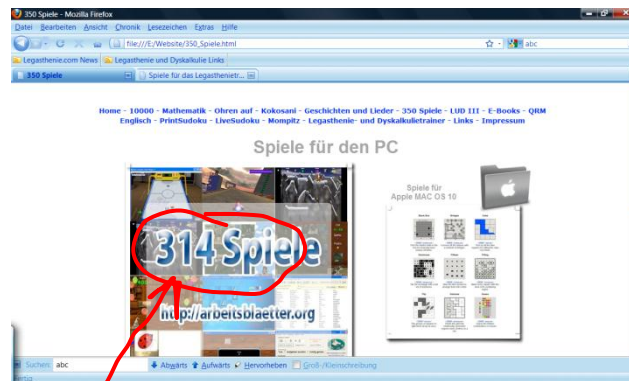 350 Spiele - Mozilla Firefox
Datei Bearbeiten Ansicht Chronik Lesezeichen Extras Hilfe
file:///E:/Website/350_Spiele.html
abc
Legasthenie.com News Legasthenie und Dyskalkulie Links
350 Spiele Spiele für das Legasthenietr...
Home - 10000 - Mathematik - Ohren auf - Kokosani - Geschichten und Lieder - 350 Spiele - LUD III - E-Books - QRM
Englisch - PrintSudoku - LiveSudoku - Mompitz - Legasthenie- und Dyskalkulietrainer - Links - Impressum
Spiele für den PC
Spiele für
Apple MAC OS 10
314 Spiele
http://arbeitsblaetter.org
Suchen: abc Abwärts Aufwärts Hervorheben Groß-/Kleinschreibung
Fertig